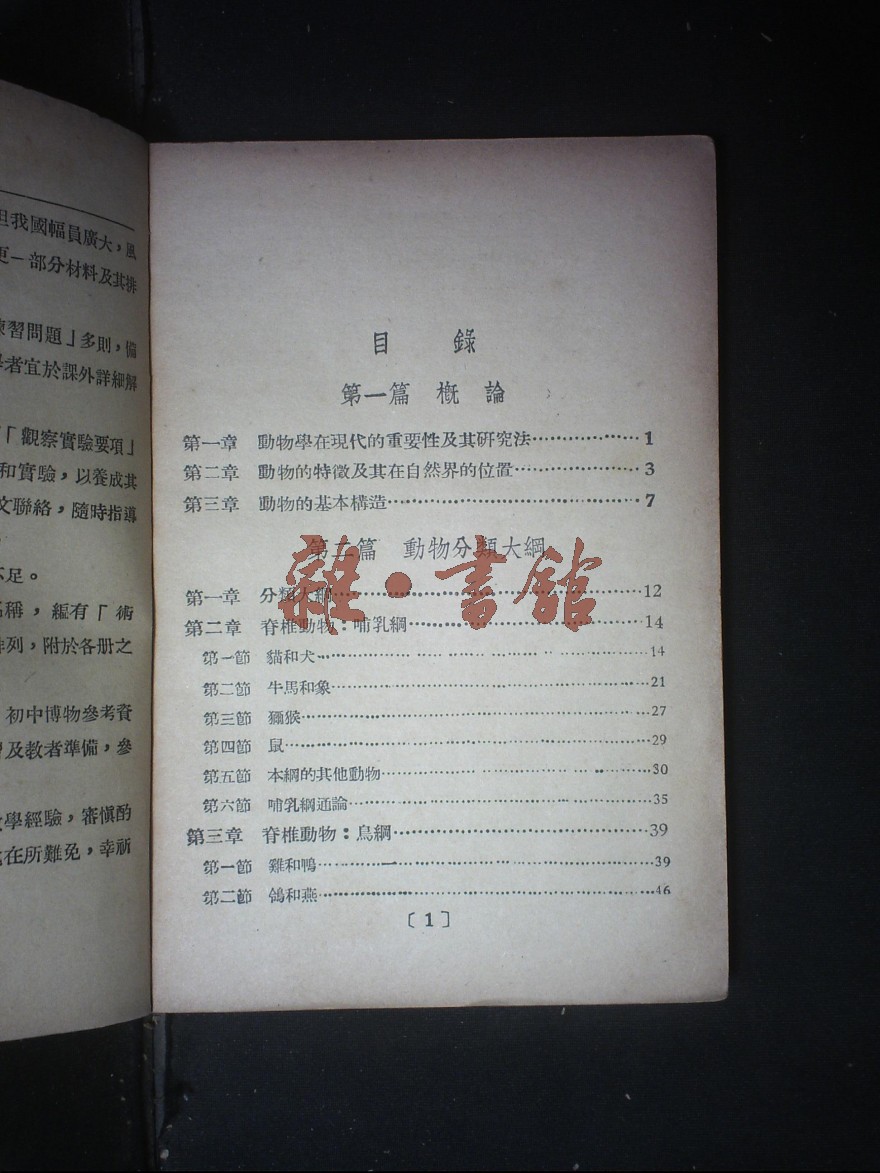 但我國幅員廣大，風
更一部分材料及其排
練習問題」多則，備
學者宜於課外詳細解
「觀察實驗要項」
和實驗，以養成其
文聯絡，隨時指導
不足。
名稱，編有「術
排列，附於各册之
初中博物參考資
習及教者準備，參
教學經驗，審慎酌
在所難免，幸祈
目 錄
第一篇 概論
第一章 動物學在現代的重要性及其硏究法…………………1
第二章 動物的特徵及其在自然界的位置…………………3
第三章 動物的基本構造…………………7
第二篇 動物分類大綱
第一章 分類大綱…………………12
第二章 脊椎動物：哺乳綱…………………14
第一節 貓和犬…………………14
第二節 牛馬和象…………………21
第三節 獼猴…………………27
第四節 鼠…………………29
第五節 本綱的其他動物…………………30
第六節 哺乳綱通論…………………35
第三章 脊椎動物：鳥綱…………………39
第一節 雞和鴨…………………39
第二節 鴿和燕…………………46
〔1〕
雜·書館